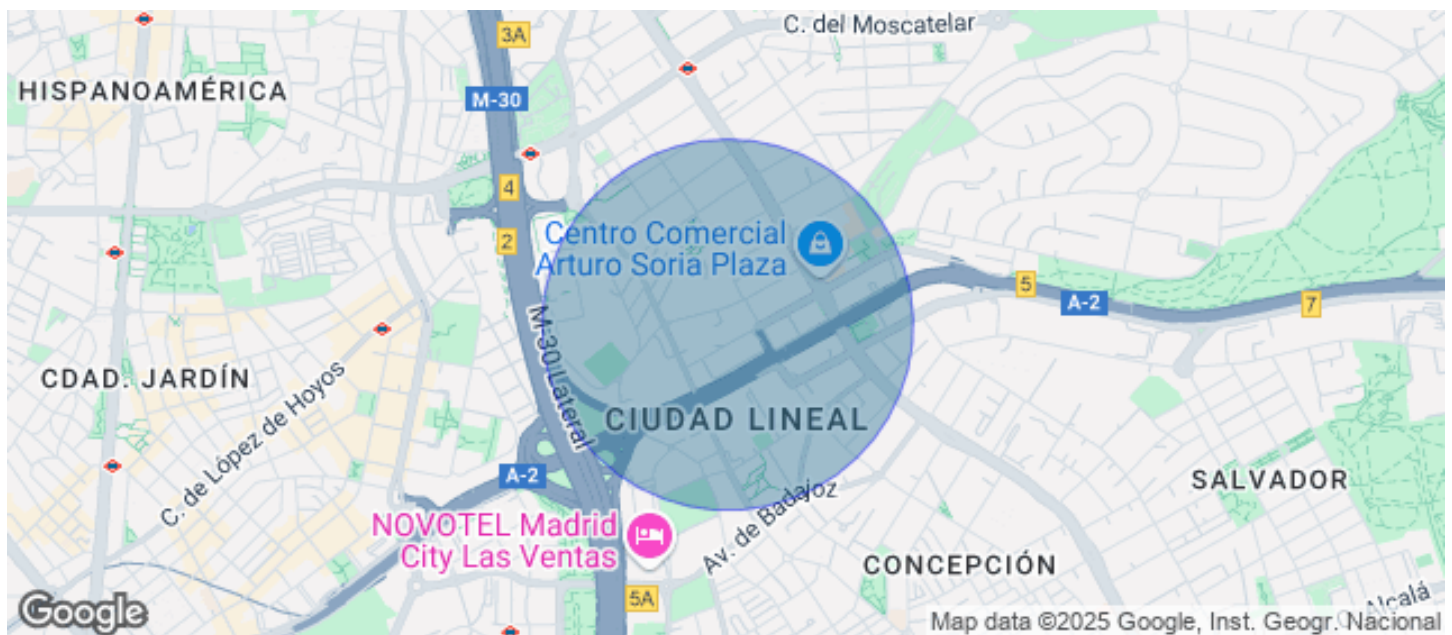 C. del Moscatelar
3A
HISPANOAMÉRICA
M-30
4
2
Centro Comercial
Arturo Soria Plaza
5
A-2
7
M-30 Lateral
CDAD. JARDÍN
C. de López de Hoyos
CIUDAD LINEAL
A-2
SALVADOR
Av. de Badajoz
NOVOTEL Madrid
City Las Ventas
CONCEPCIÓN
5A
Alcalá
Google
Map data ©2025 Google, Inst. Geogr. Nacional